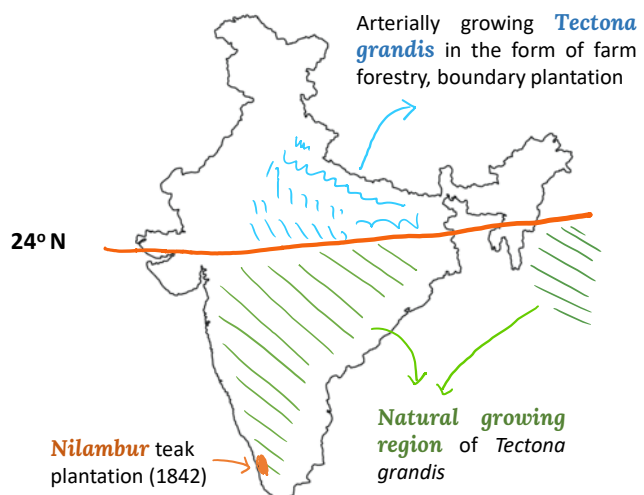 Arterially growing Tectona
grandis in the form of farm
forestry, boundary plantation
24o N
Natural growing
region of Tectona
grandis
Nilambur teak
plantation (1842)